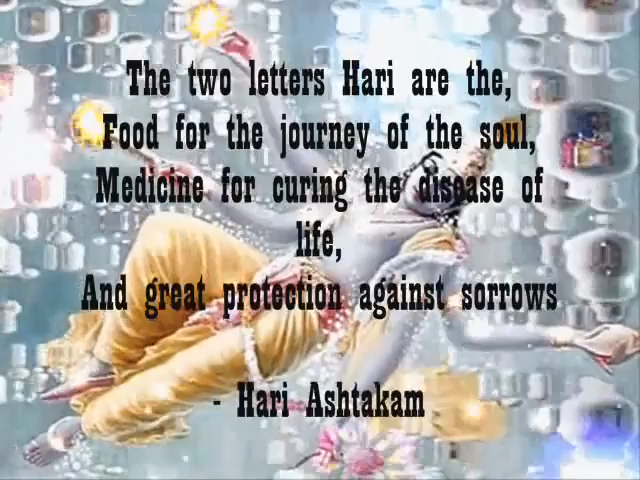 The two letters Hari are the,
Food for the journey of the soul,
Medicine for curing the disease of
life,
And great protection against sorrows
- Hari Ashtakam